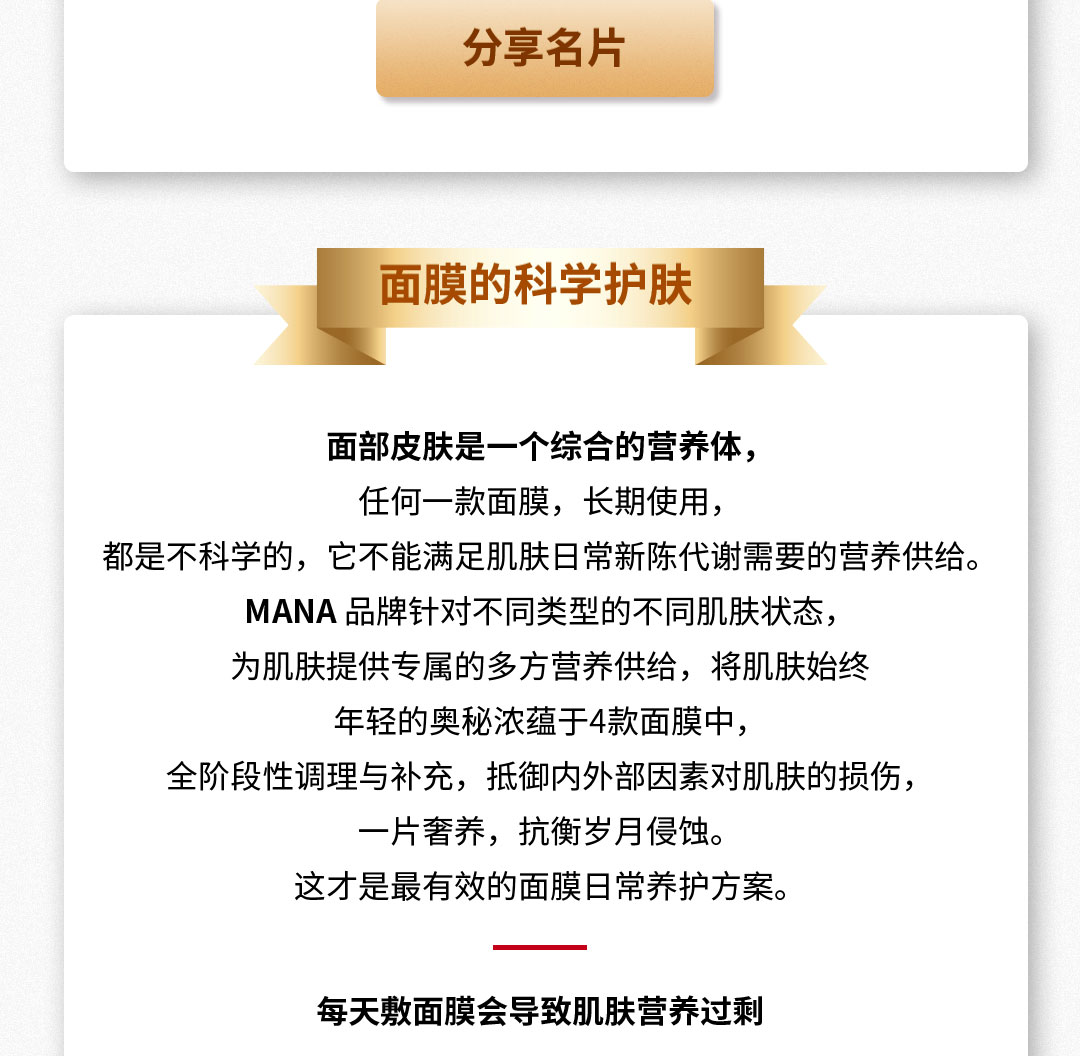 分享名片
面膜的科学护肤
面部皮肤是一个综合的营养体，
任何一款面膜，长期使用，
都是不科学的，它不能满足肌肤日常新陈代谢需要的营养供给。
MANA 品牌针对不同类型的不同肌肤状态，
为肌肤提供专属的多方营养供给，将肌肤始终
年轻的奥秘浓蕴于4款面膜中，
全阶段性调理与补充，抵御内外部因素对肌肤的损伤，
一片奢养，抗衡岁月侵蚀。
这才是最有效的面膜日常养护方案。
每天敷面膜会导致肌肤营养过剩